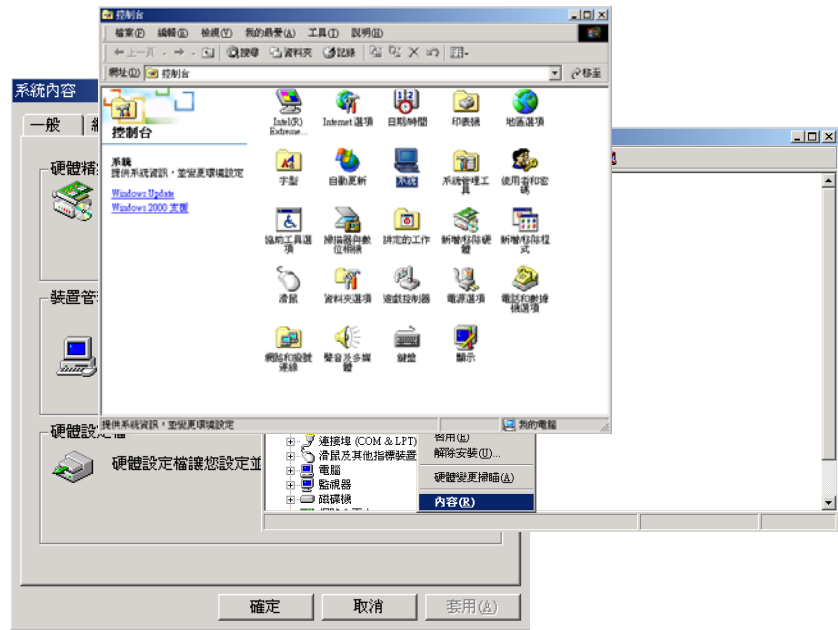 控制台
檔案(F) 編輯(E) 檢視(V) 我的最愛(A) 工具(T) 說明(H)
上一頁 搜尋 資料夾 記錄
網址(D) 控制台 移至
控制台
系統
提供系統資訊，並變更環境設定
Windows Update
Windows 2000 支援
Intel(R) Extreme...
Internet 選項
日期/時間
印表機
地區選項
字型
自動更新
系統
系統管理工具
使用者和密碼
協助工具選項
掃描器與數位相機
排定的工作
新增/移除硬體
新增/移除程式
滑鼠
資料夾選項
遊戲控制器
電源選項
電話和數據機選項
網路和撥號連線
聲音及多媒體
鍵盤
顯示
提供系統資訊，並變更環境設定 我的電腦
系統內容
一般
硬體精
裝置管
硬體設定檔
硬體設定檔讓您設定並
確定 取消 套用(A)
連接埠 (COM & LPT)
滑鼠及其他指標裝置
電腦
監視器
磁碟機
解除安裝(U)...
硬體變更掃瞄(A)
內容(R)